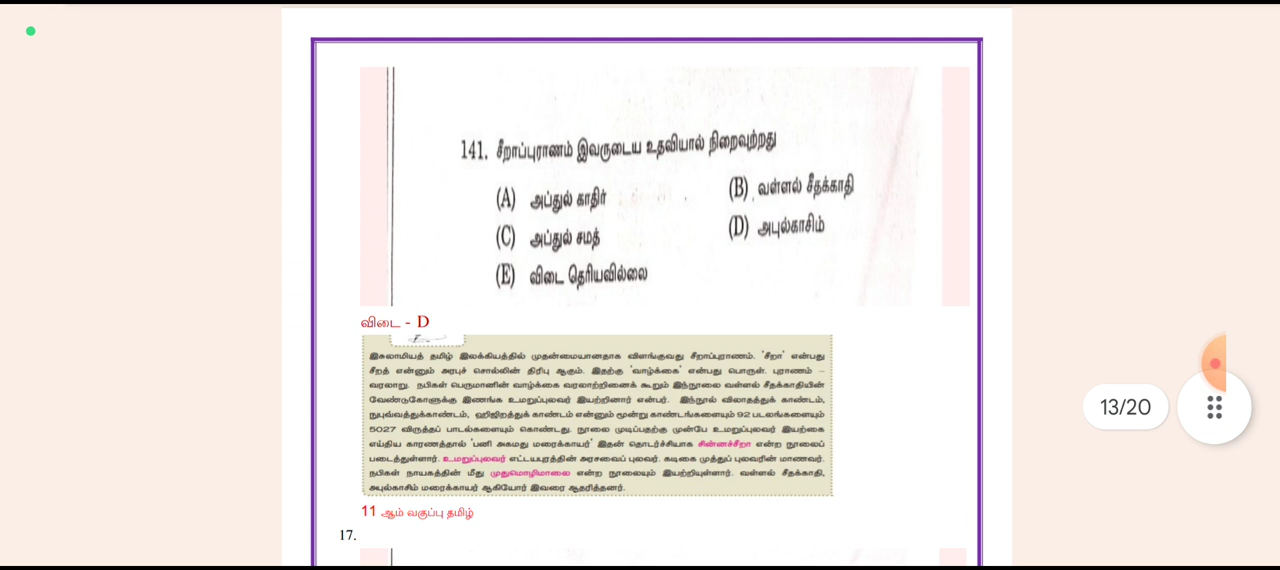 141. சீறாப்புராணம் இவருடைய உதவியால் நிறைவுற்றது
(A) அப்துல் காதிர்
(B) வள்ளல் சீதக்காதி
(C) அப்துல் சமத்
(D) அபுல்காசிம்
(E) விடை தெரியவில்லை
விடை - D
இசுலாமியத் தமிழ் இலக்கியத்தில் முதன்மையானதாக விளங்குவது சீறாப்புராணம். 'சீறா' என்பது
சீறத் என்னும் அரபுச் சொல்லின் திரிபு ஆகும். இதற்கு 'வாழ்க்கை' என்பது பொருள். புராணம் –
வரலாறு. நபிகள் பெருமானின் வாழ்க்கை வரலாற்றினைக் கூறும் இந்நூலை வள்ளல் சீதக்காதியின்
வேண்டுகோளுக்கு இணங்க உமறுப்புலவர் இயற்றினார் என்பர். இந்நூல் விலாதத்துக் காண்டம்,
நுபுவ்வத்துக்காண்டம், ஹிஜிறத்துக் காண்டம் என்னும் மூன்று காண்டங்களையும் 92 படலங்களையும்
5027 விருத்தப் பாடல்களையும் கொண்டது. நூலை முடிப்பதற்கு முன்பே உமறுப்புலவர் இயற்கை
எய்திய காரணத்தால் 'பனி அகமது மரைக்காயர்' இதன் தொடர்ச்சியாக சின்னச்சீறா என்ற நூலைப்
படைத்துள்ளார். உமறுப்புலவர் எட்டயபுரத்தின் அரசவைப் புலவர். கடிகை முத்துப் புலவரின் மாணவர்.
நபிகள் நாயகத்தின் மீது முதுமொழிமாலை என்ற நூலையும் இயற்றியுள்ளார். வள்ளல் சீதக்காதி,
அபுல்காசிம் மரைக்காயர் ஆகியோர் இவரை ஆதரித்தனர்.
11 ஆம் வகுப்பு தமிழ்
17.
13/20